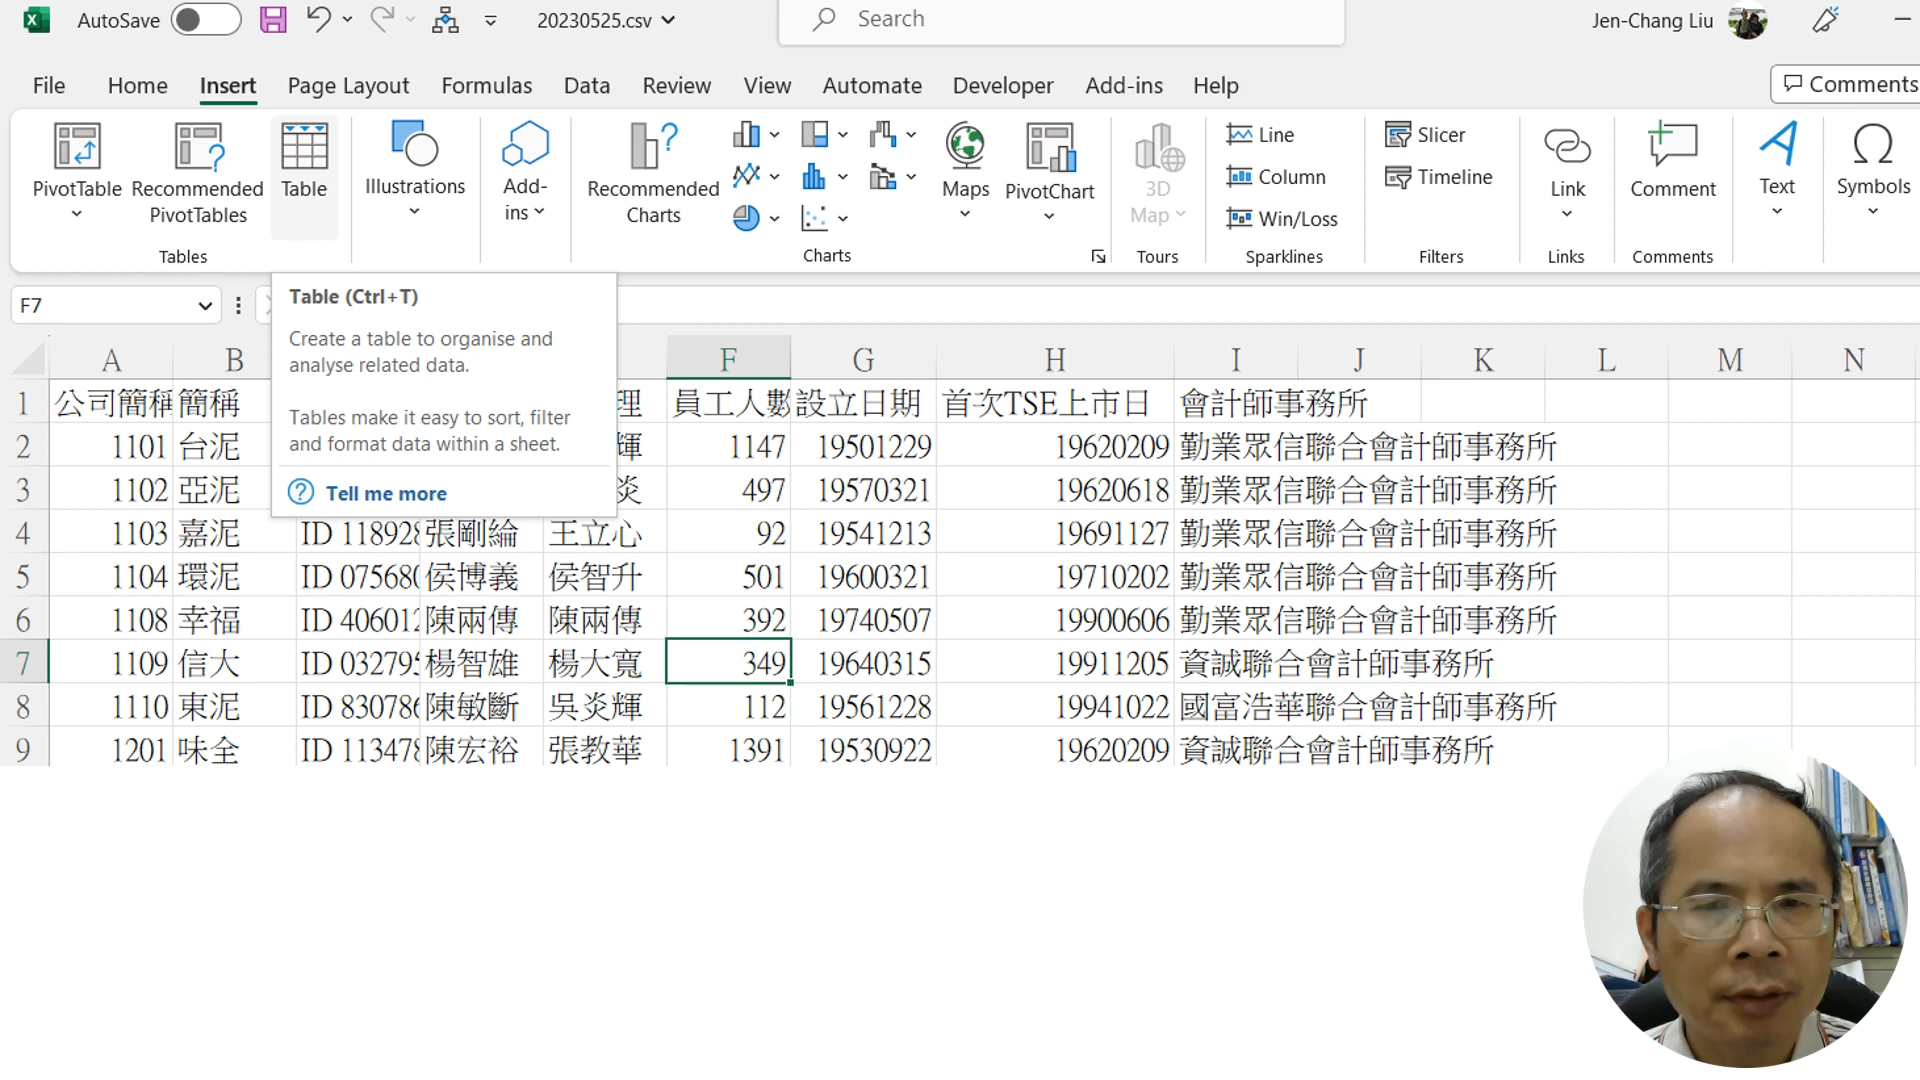 AutoSave 20230525.csv Search Jen-Chang Liu
File Home Insert Page Layout Formulas Data Review View Automate Developer Add-ins Help Comments
PivotTable
Recommended
PivotTables
Table
Tables
Illustrations
Add-
ins
Recommended
Charts
Maps
PivotChart
Charts
3D
Map
Tours
Line
Column
Win/Loss
Sparklines
Slicer
Timeline
Filters
Link
Links
Comment
Comments
Text
Symbols
F7
Table (Ctrl+T)
Create a table to organise and
analyse related data.
Tables make it easy to sort, filter
and format data within a sheet.
Tell me more
A B F G H I J K L M N
1 公司簡稱 簡稱 理 員工人數 設立日期 首次TSE上市日 會計師事務所
2 1101 台泥 輝 1147 19501229 19620209 勤業眾信聯合會計師事務所
3 1102 亞泥 炎 497 19570321 19620618 勤業眾信聯合會計師事務所
4 1103 嘉泥 ID 118928 張剛綸 王立心 92 19541213 19691127 勤業眾信聯合會計師事務所
5 1104 環泥 ID 075680 侯博義 侯智升 501 19600321 19710202 勤業眾信聯合會計師事務所
6 1108 幸福 ID 406012 陳兩傳 陳兩傳 392 19740507 19900606 勤業眾信聯合會計師事務所
7 1109 信大 ID 032795 楊智雄 楊大寬 349 19640315 19911205 資誠聯合會計師事務所
8 1110 東泥 ID 830786 陳敏斷 吳炎輝 112 19561228 19941022 國富浩華聯合會計師事務所
9 1201 味全 ID 113478 陳宏裕 張教華 1391 19530922 19620209 資誠聯合會計師事務所